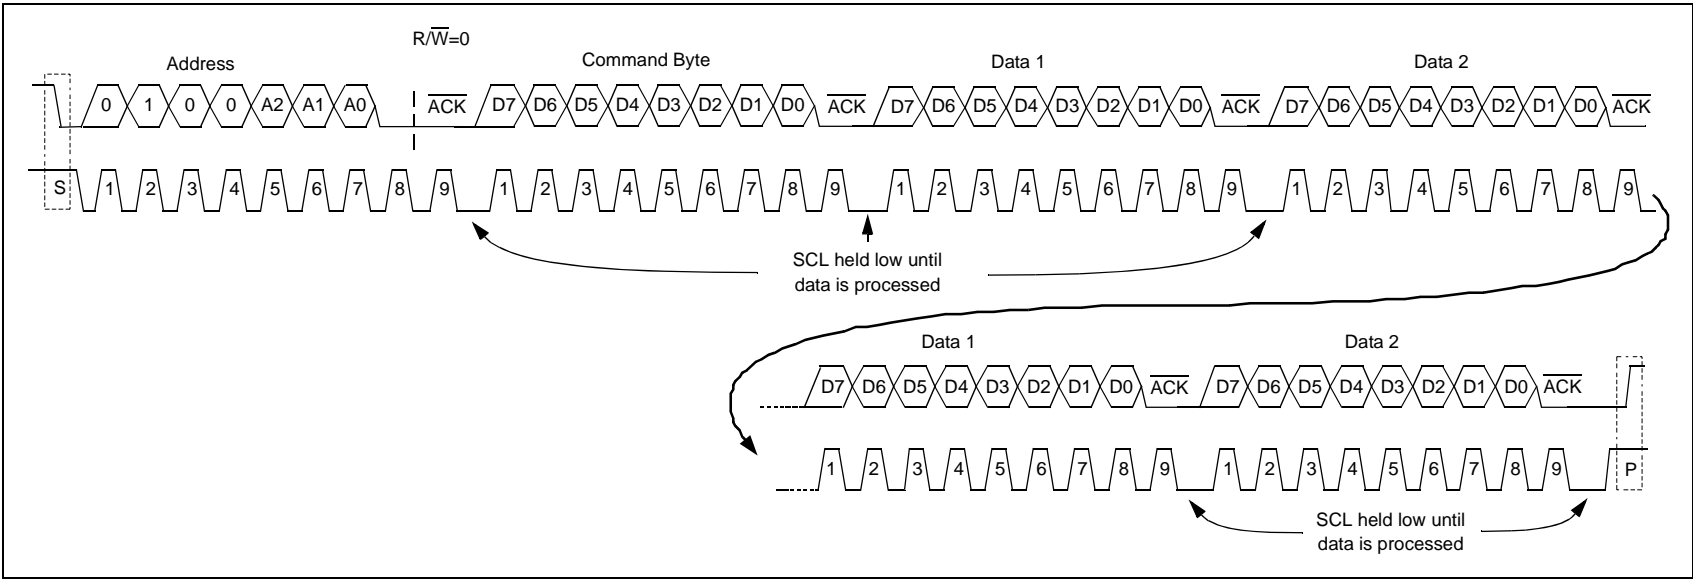 R/W̅=0
Address Command Byte Data 1 Data 2
0 1 0 0 A2 A1 A0 A̅C̅K̅ D7 D6 D5 D4 D3 D2 D1 D0 A̅C̅K̅ D7 D6 D5 D4 D3 D2 D1 D0 A̅C̅K̅ D7 D6 D5 D4 D3 D2 D1 D0 A̅C̅K̅
S 1 2 3 4 5 6 7 8 9 1 2 3 4 5 6 7 8 9 1 2 3 4 5 6 7 8 9 1 2 3 4 5 6 7 8 9
SCL held low until
data is processed
Data 1 Data 2
D7 D6 D5 D4 D3 D2 D1 D0 A̅C̅K̅ D7 D6 D5 D4 D3 D2 D1 D0 A̅C̅K̅
1 2 3 4 5 6 7 8 9 1 2 3 4 5 6 7 8 9 P
SCL held low until
data is processed